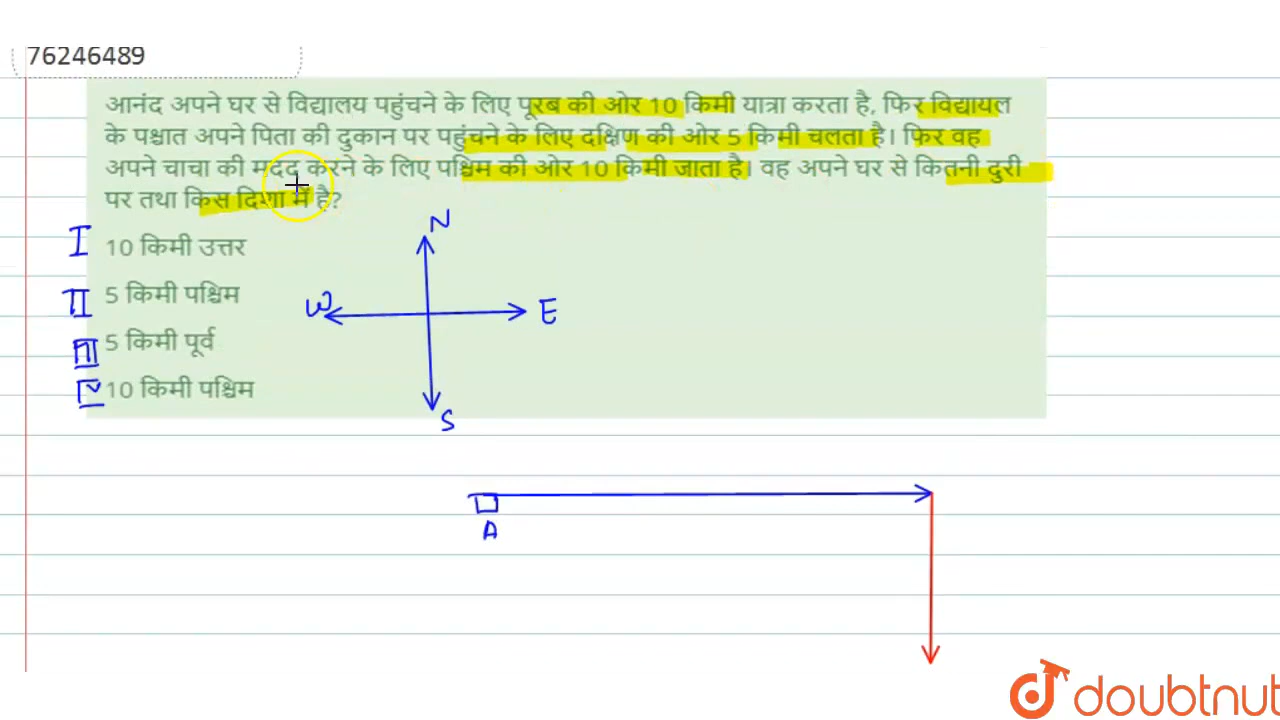 76246489
आनंद अपने घर से विद्यालय पहुंचने के लिए पूरब की ओर 10 किमी यात्रा करता है, फिर विद्यायल
के पश्चात अपने पिता की दुकान पर पहुंचने के लिए दक्षिण की ओर 5 किमी चलता है। फिर वह
अपने चाचा की मदद करने के लिए पश्चिम की ओर 10 किमी जाता है। वह अपने घर से कितनी दुरी
पर तथा किस दिशा में है?
I 10 किमी उत्तर
II 5 किमी पश्चिम
III 5 किमी पूर्व
IV 10 किमी पश्चिम
N
W
E
S
A
doubtnut